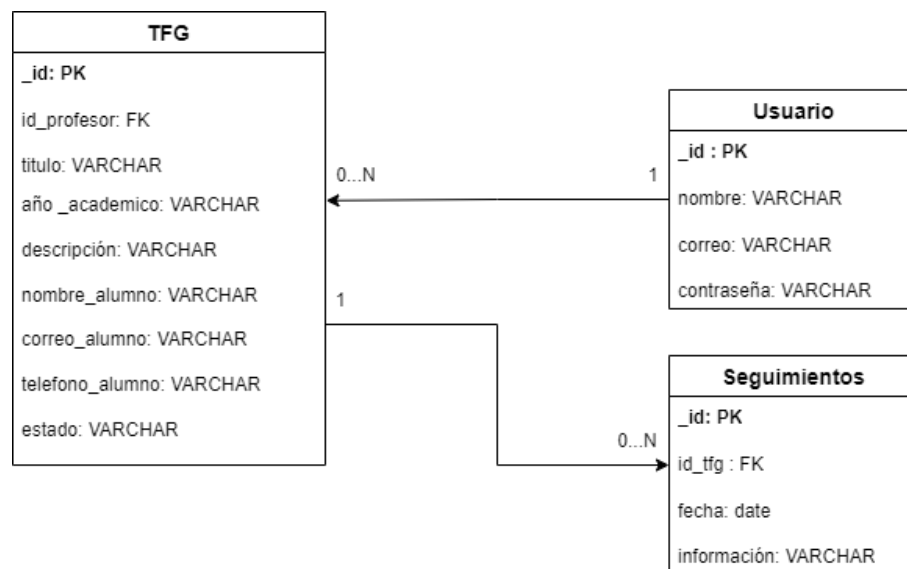 TFG
_id: PK
id_profesor: FK
titulo: VARCHAR
año _academico: VARCHAR
descripción: VARCHAR
nombre_alumno: VARCHAR
correo_alumno: VARCHAR
telefono_alumno: VARCHAR
estado: VARCHAR
0...N
1
Usuario
_id : PK
nombre: VARCHAR
correo: VARCHAR
contraseña: VARCHAR
1
0...N
Seguimientos
_id: PK
id_tfg : FK
fecha: date
información: VARCHAR